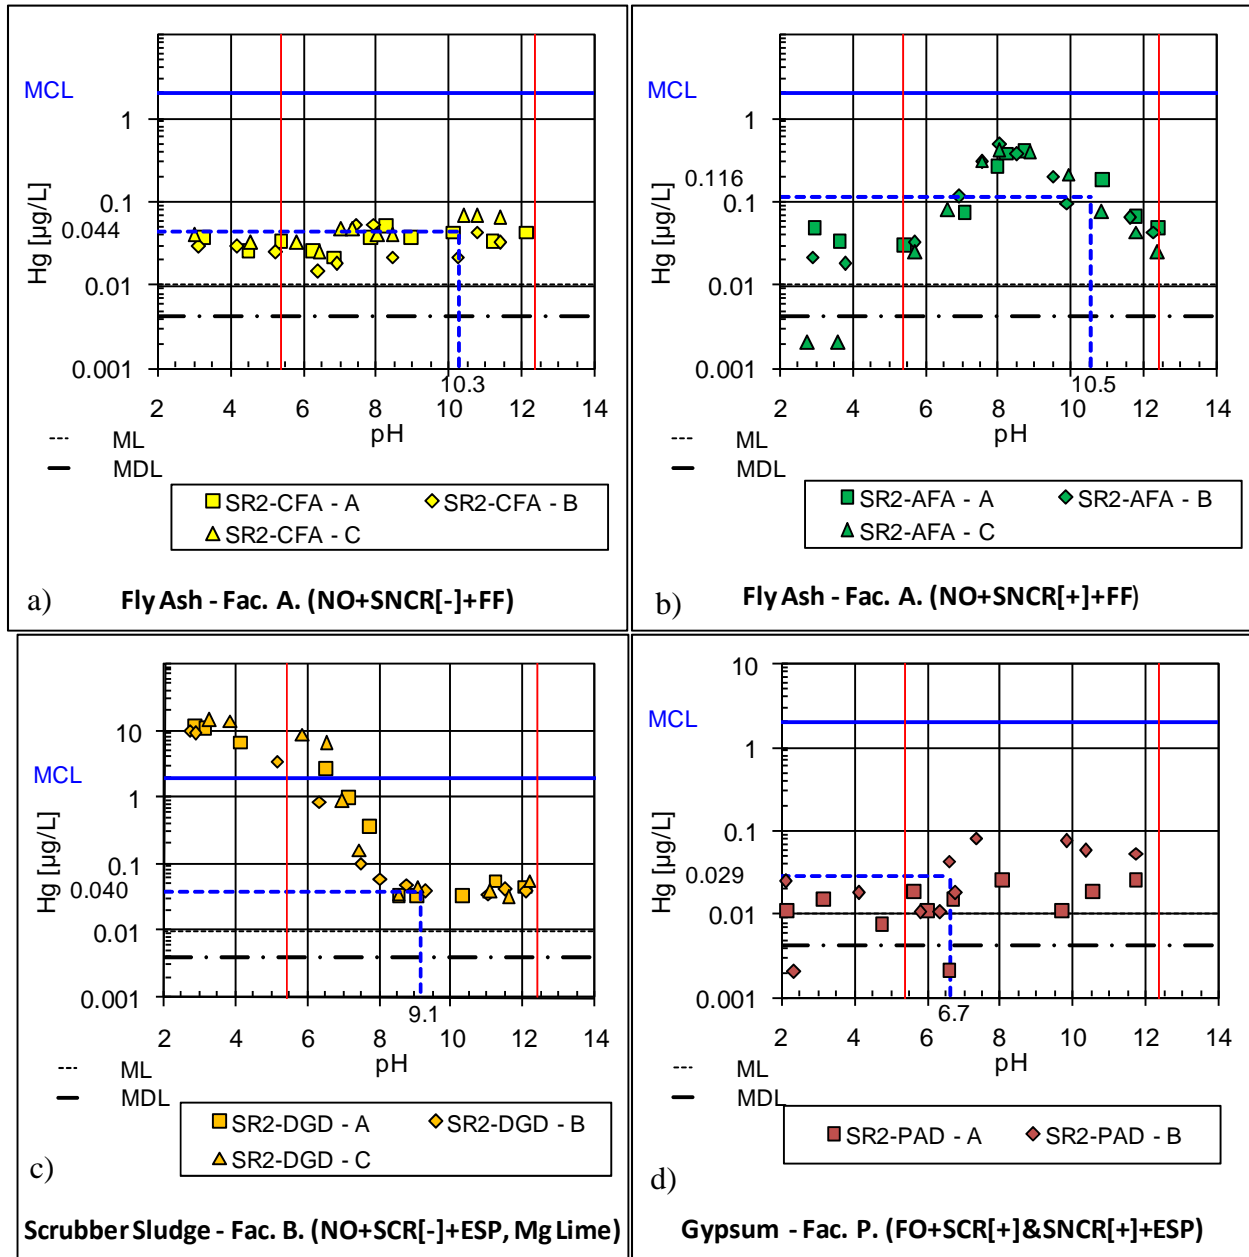 MCL
1
0.1
0.044
0.01
0.001
Hg [µg/L]
10.3
2 4 6 8 10 12 14
pH
ML
MDL
SR2-CFA - A SR2-CFA - B
SR2-CFA - C
a) Fly Ash - Fac. A. (NO+SNCR[-]+FF)
MCL
1
0.116
0.1
0.01
0.001
Hg [µg/L]
10.5
2 4 6 8 10 12 14
pH
ML
MDL
SR2-AFA - A SR2-AFA - B
SR2-AFA - C
b) Fly Ash - Fac. A. (NO+SNCR[+]+FF)
10
MCL
1
0.1
0.040
0.01
0.001
Hg [µg/L]
9.1
2 4 6 8 10 12 14
pH
ML
MDL
SR2-DGD - A SR2-DGD - B
SR2-DGD - C
c)
Scrubber Sludge - Fac. B. (NO+SCR[-]+ESP, Mg Lime)
10
MCL
1
0.1
0.029
0.01
0.001
Hg [µg/L]
6.7
2 4 6 8 10 12 14
pH
ML
MDL
SR2-PAD - A SR2-PAD - B
d)
Gypsum - Fac. P. (FO+SCR[+]&SNCR[+]+ESP)